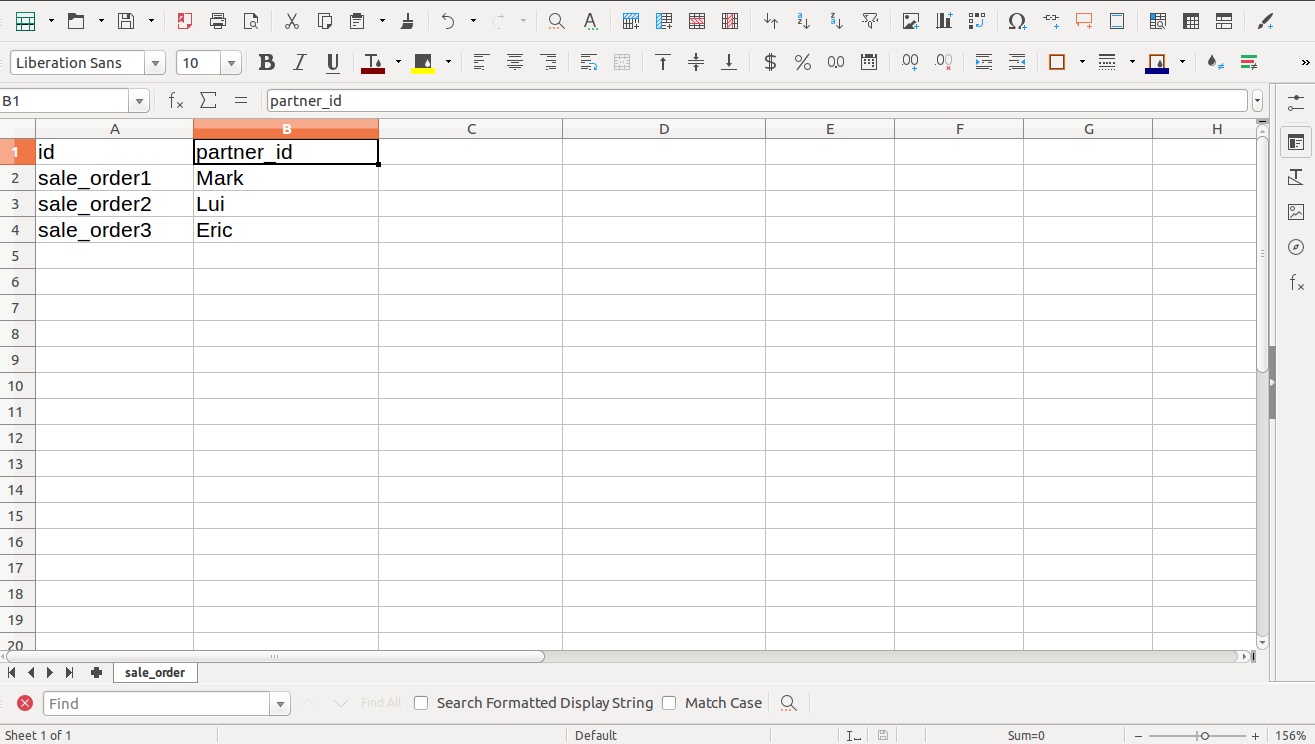 Liberation Sans 10
B1 partner_id
A B C D E F G H
1 id partner_id
2 sale_order1 Mark
3 sale_order2 Lui
4 sale_order3 Eric
5
6
7
8
9
10
11
12
13
14
15
16
17
18
19
20
sale_order
Find Find All Search Formatted Display String Match Case
Sheet 1 of 1 Default Sum=0 156%